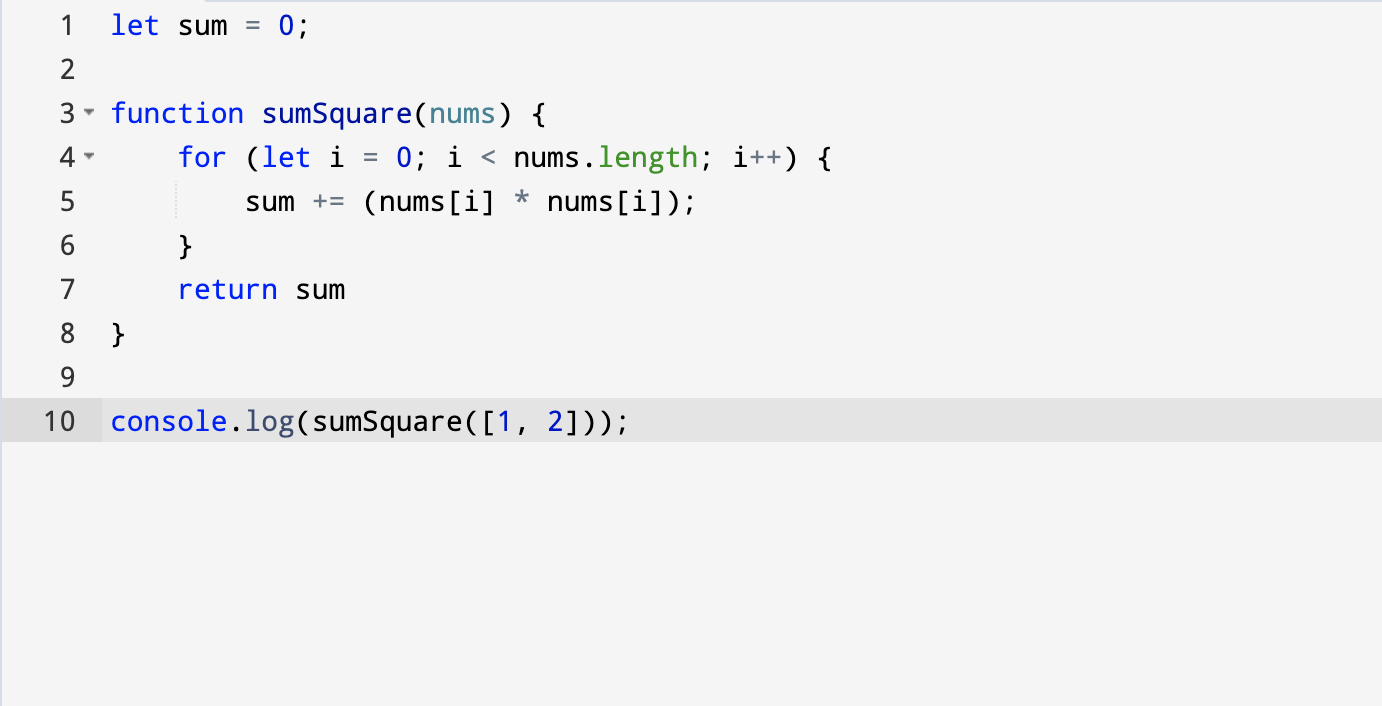 1 let sum = 0;
2
3 function sumSquare(nums) {
4     for (let i = 0; i < nums.length; i++) {
5         sum += (nums[i] * nums[i]);
6     }
7     return sum
8 }
9
10 console.log(sumSquare([1, 2]));